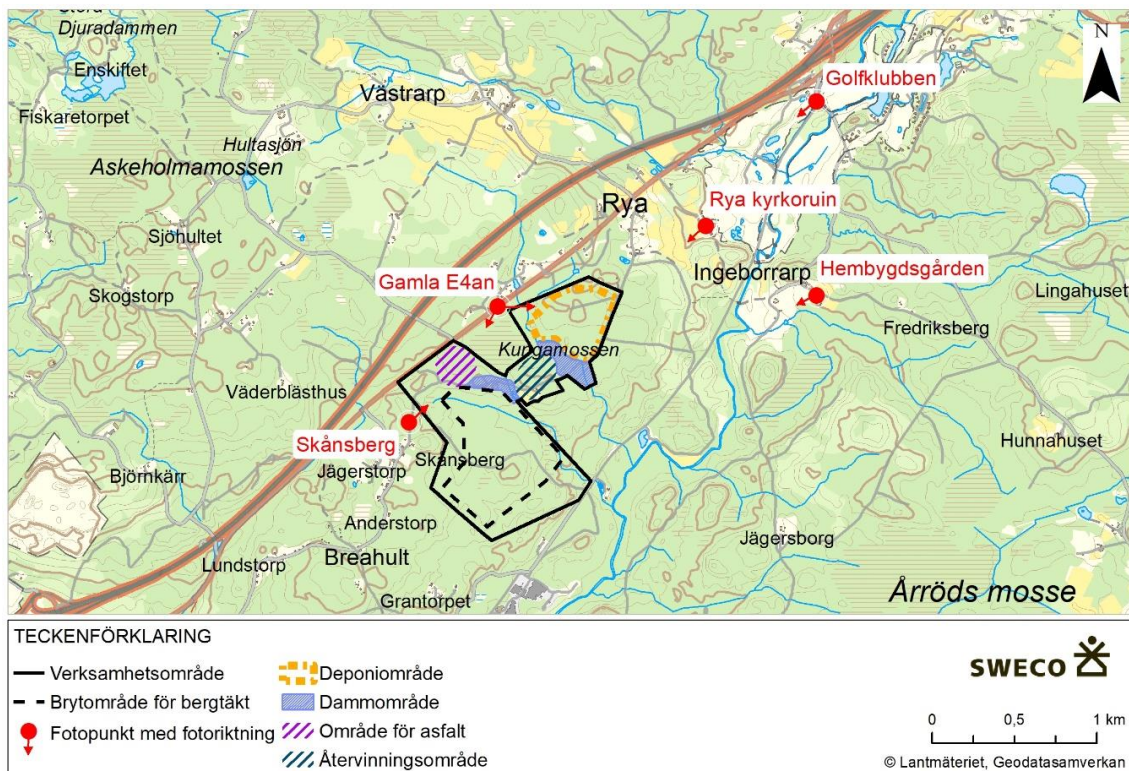 Stora
Djuradammen
Enskiftet
Fiskaretorpet
Västrarp
Hultasjön
Askeholmamossen
Golfklubben
N
Rya
Rya kyrkoruin
Sjöhultet
Skogstorp
Gamla E4an
Ingeborrarp
Hembygdsgården
Lingahuset
Fredriksberg
Kungamossen
Väderblästhus
Skånsberg
Skånsberg
Jägerstorp
Björnkärr
Hunnahuset
Anderstorp
Jägersborg
Breahult
Lundstorp
Grantorpet
Årröds mosse
TECKENFÖRKLARING
Verksamhetsområde
Brytområde för bergtäkt
Fotopunkt med fotoriktning
Deponiområde
Dammområde
Område för asfalt
Återvinningsområde
SWECO
0 0,5 1 km
© Lantmäteriet, Geodatasamverkan